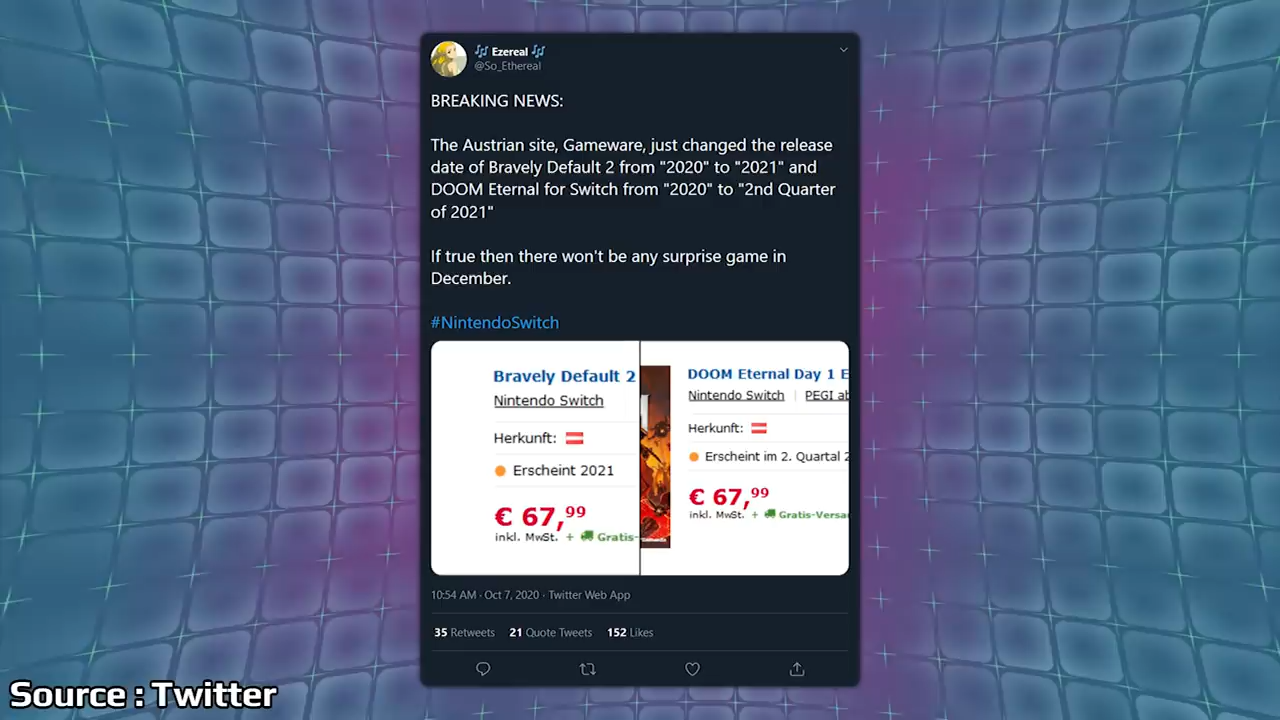 🎶 Ezereal 🎶
@So_Ethereal
BREAKING NEWS:
The Austrian site, Gameware, just changed the release
date of Bravely Default 2 from "2020" to "2021" and
DOOM Eternal for Switch from "2020" to "2nd Quarter
of 2021"
If true then there won't be any surprise game in
December.
#NintendoSwitch
Bravely Default 2
Nintendo Switch
Herkunft:
Erscheint 2021
€ 67,99
inkl. MwSt. + Gratis-
DOOM Eternal Day 1 E
Nintendo Switch | PEGI ab
Herkunft:
Erscheint im 2. Quartal 2
€ 67,99
inkl. MwSt. + Gratis-Versa
10:54 AM · Oct 7, 2020 · Twitter Web App
35 Retweets 21 Quote Tweets 152 Likes
Source : Twitter